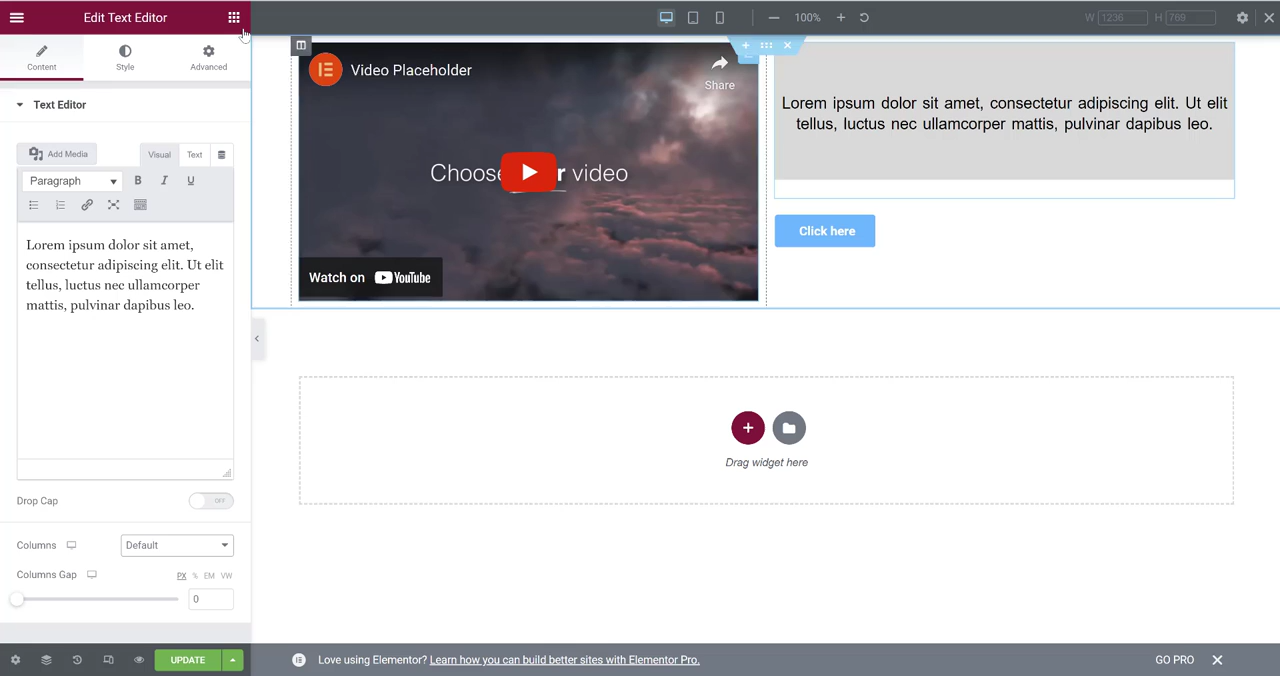 Edit Text Editor
100%
W 1236 H 769
Content
Style
Advanced
Text Editor
Add Media
Visual
Text
Paragraph
B I U
Lorem ipsum dolor sit amet,
consectetur adipiscing elit. Ut elit
tellus, luctus nec ullamcorper
mattis, pulvinar dapibus leo.
Drop Cap
OFF
Columns
Default
Columns Gap
PX % EM VW
0
UPDATE
Video Placeholder
Share
Choose r video
Watch on YouTube
Lorem ipsum dolor sit amet, consectetur adipiscing elit. Ut elit
tellus, luctus nec ullamcorper mattis, pulvinar dapibus leo.
Click here
Drag widget here
Love using Elementor? Learn how you can build better sites with Elementor Pro.
GO PRO